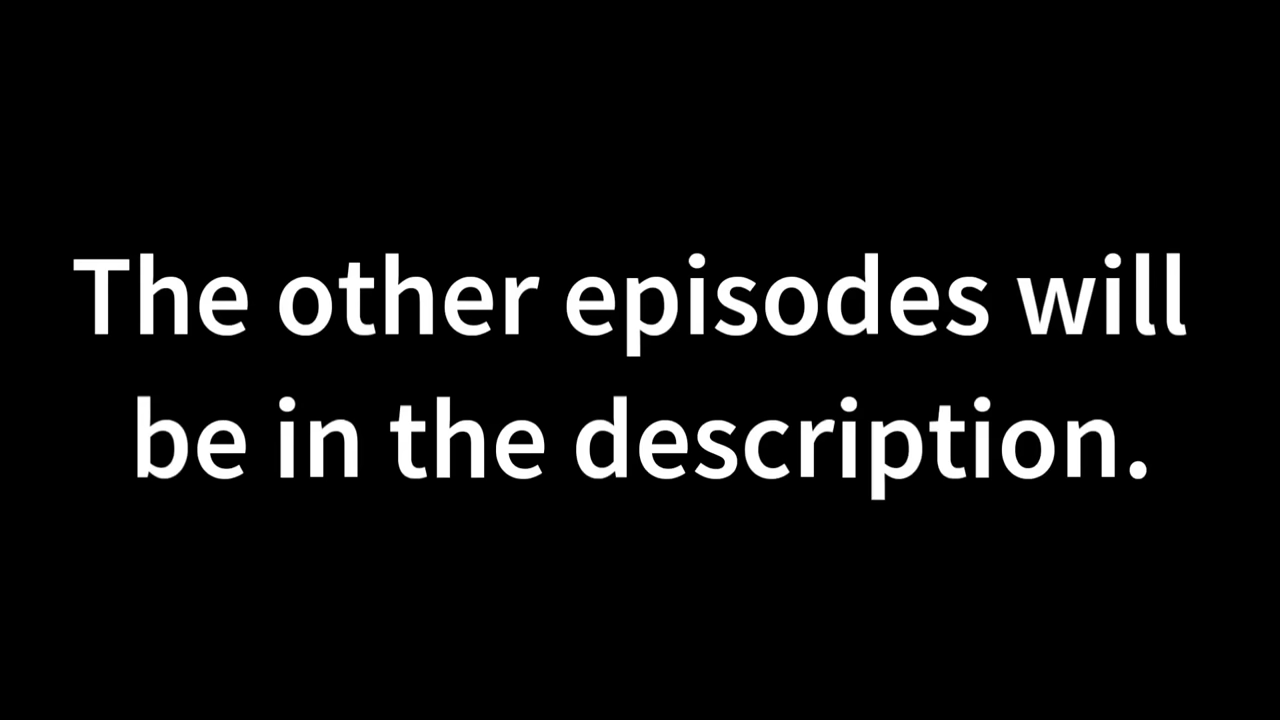 The other episodes will
be in the description.